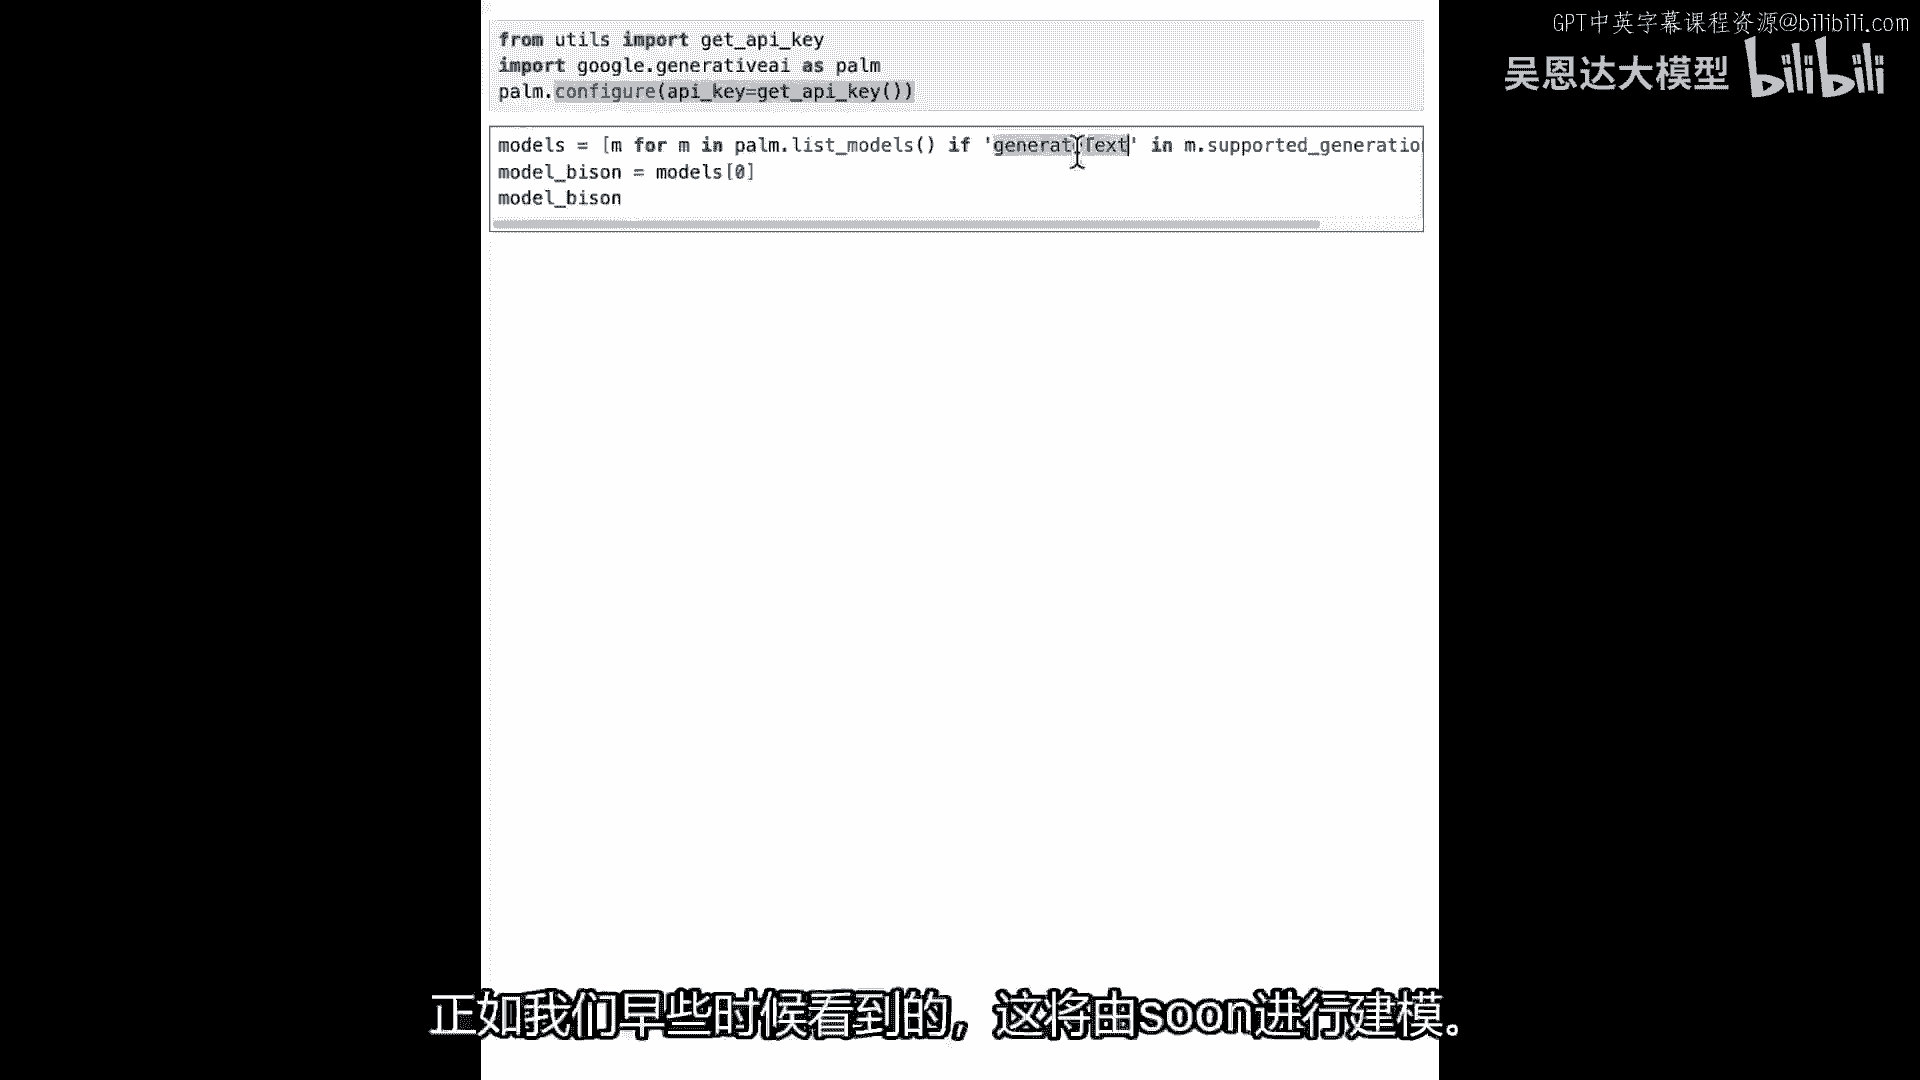 GPT中英字幕课程资源@bilibili.com
吴恩达大模型 bilibili
from utils import get_api_key
import google.generativeai as palm
palm.configure(api_key=get_api_key())
models = [m for m in palm.list_models() if 'generateText' in m.supported_generatio
model_bison = models[0]
model_bison
正如我们早些时候看到的，这将由soon进行建模。